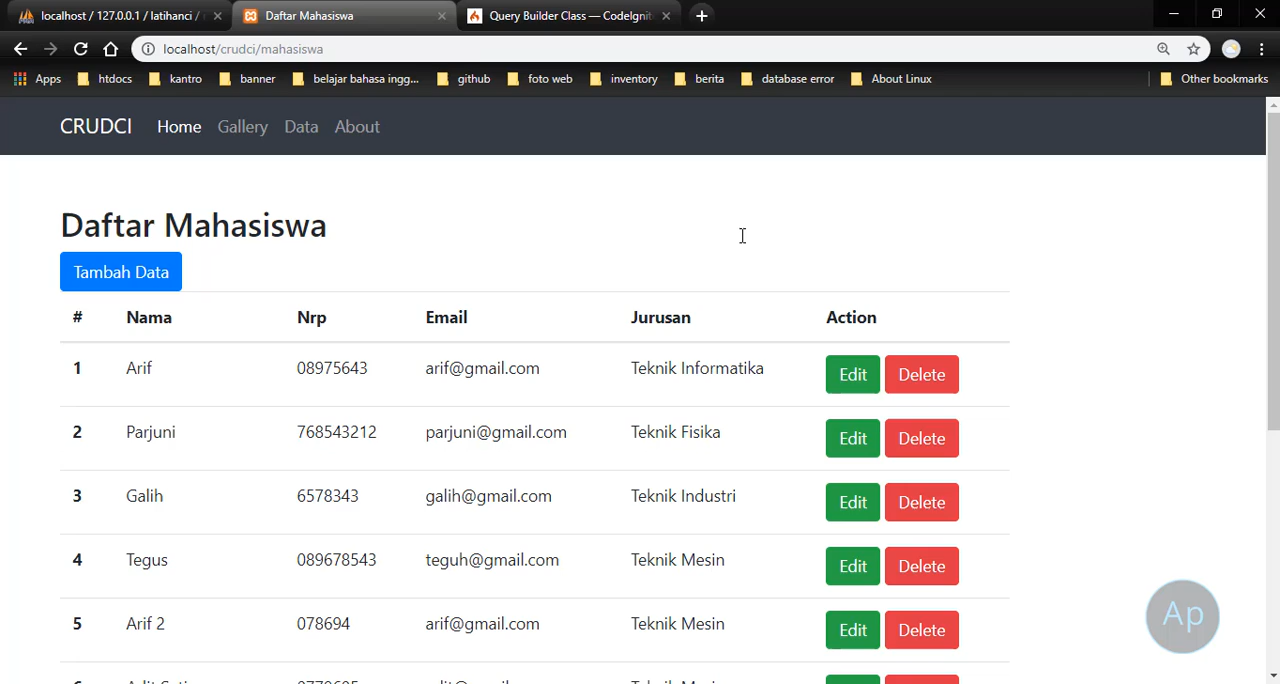 localhost / 127.0.0.1 / latihanci /
Daftar Mahasiswa
Query Builder Class — CodeIgnit
localhost/crudci/mahasiswa
Apps htdocs kantro banner belajar bahasa ingg... github foto web inventory berita database error About Linux Other bookmarks
CRUDCI Home Gallery Data About
Daftar Mahasiswa
Tambah Data
# Nama Nrp Email Jurusan Action
1 Arif 08975643 arif@gmail.com Teknik Informatika Edit Delete
2 Parjuni 768543212 parjuni@gmail.com Teknik Fisika Edit Delete
3 Galih 6578343 galih@gmail.com Teknik Industri Edit Delete
4 Tegus 089678543 teguh@gmail.com Teknik Mesin Edit Delete
5 Arif 2 078694 arif@gmail.com Teknik Mesin Edit Delete
Ap